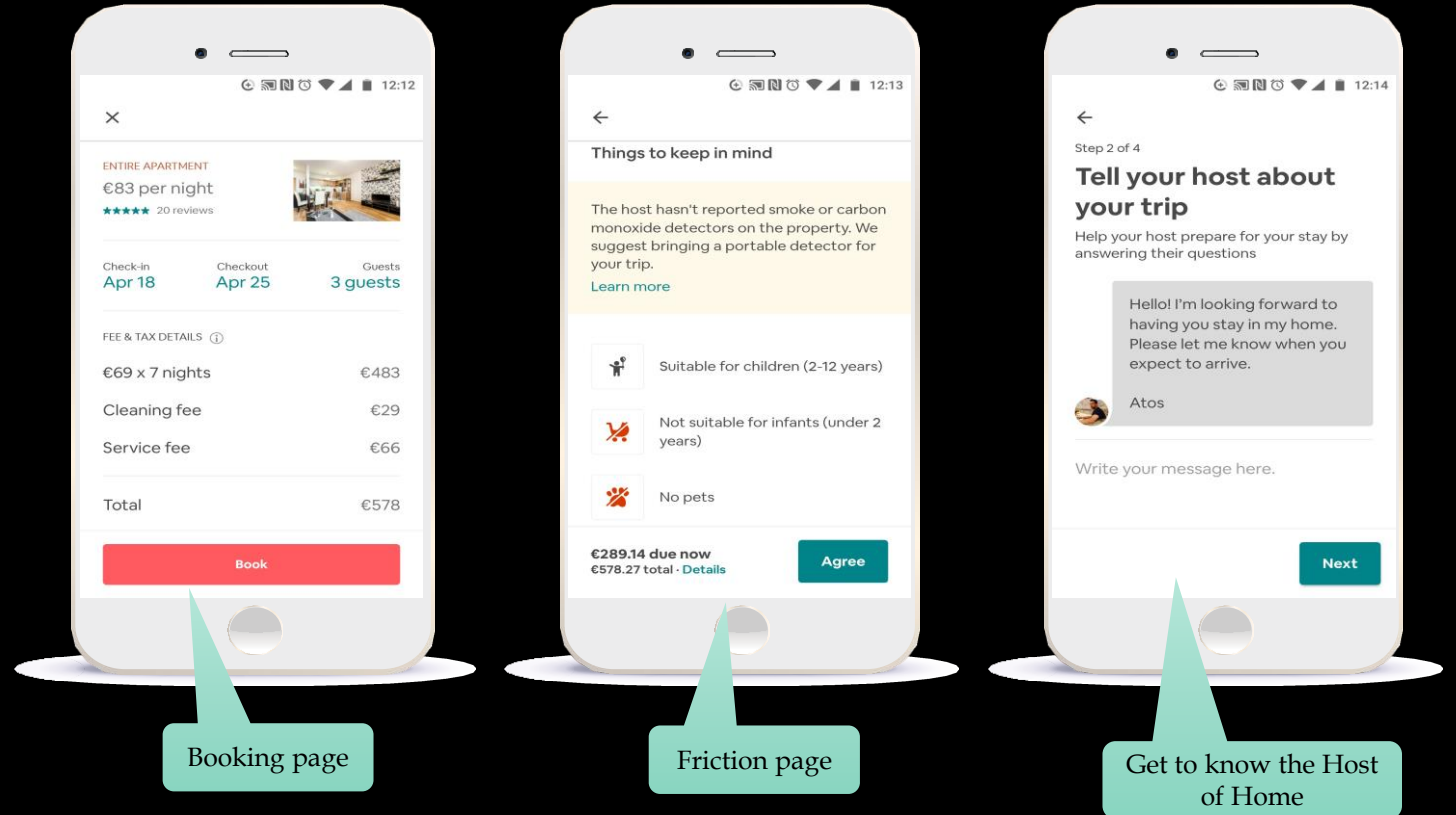 12:12
ENTIRE APARTMENT
€83 per night
20 reviews
Check-in Checkout Guests
Apr 18 Apr 25 3 guests
FEE & TAX DETAILS
€69 x 7 nights €483
Cleaning fee €29
Service fee €66
Total €578
Book
Booking page
12:13
Things to keep in mind
The host hasn't reported smoke or carbon
monoxide detectors on the property. We
suggest bringing a portable detector for
your trip.
Learn more
Suitable for children (2-12 years)
Not suitable for infants (under 2
years)
No pets
€289.14 due now
€578.27 total · Details
Agree
Friction page
12:14
Step 2 of 4
Tell your host about
your trip
Help your host prepare for your stay by
answering their questions
Hello! I'm looking forward to
having you stay in my home.
Please let me know when you
expect to arrive.
Atos
Write your message here.
Next
Get to know the Host
of Home